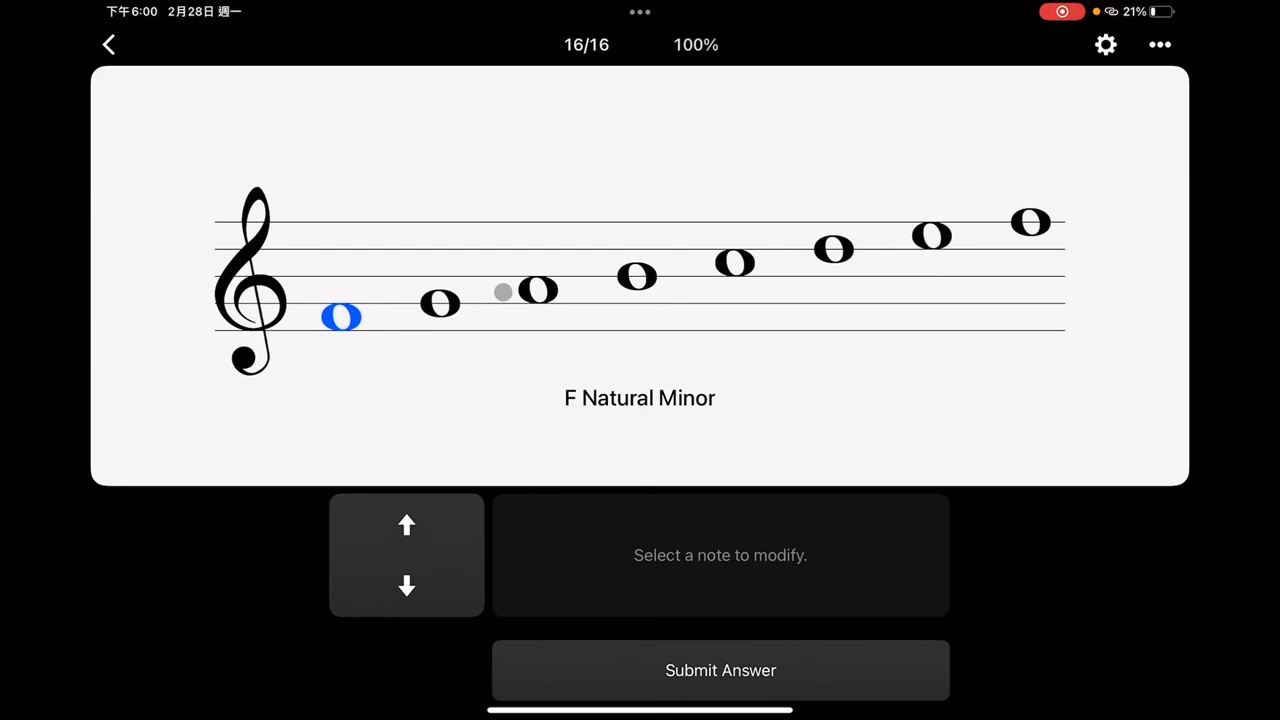 下午6:00 2月28日 週一
21%
16/16 100%
F Natural Minor
Select a note to modify.
Submit Answer